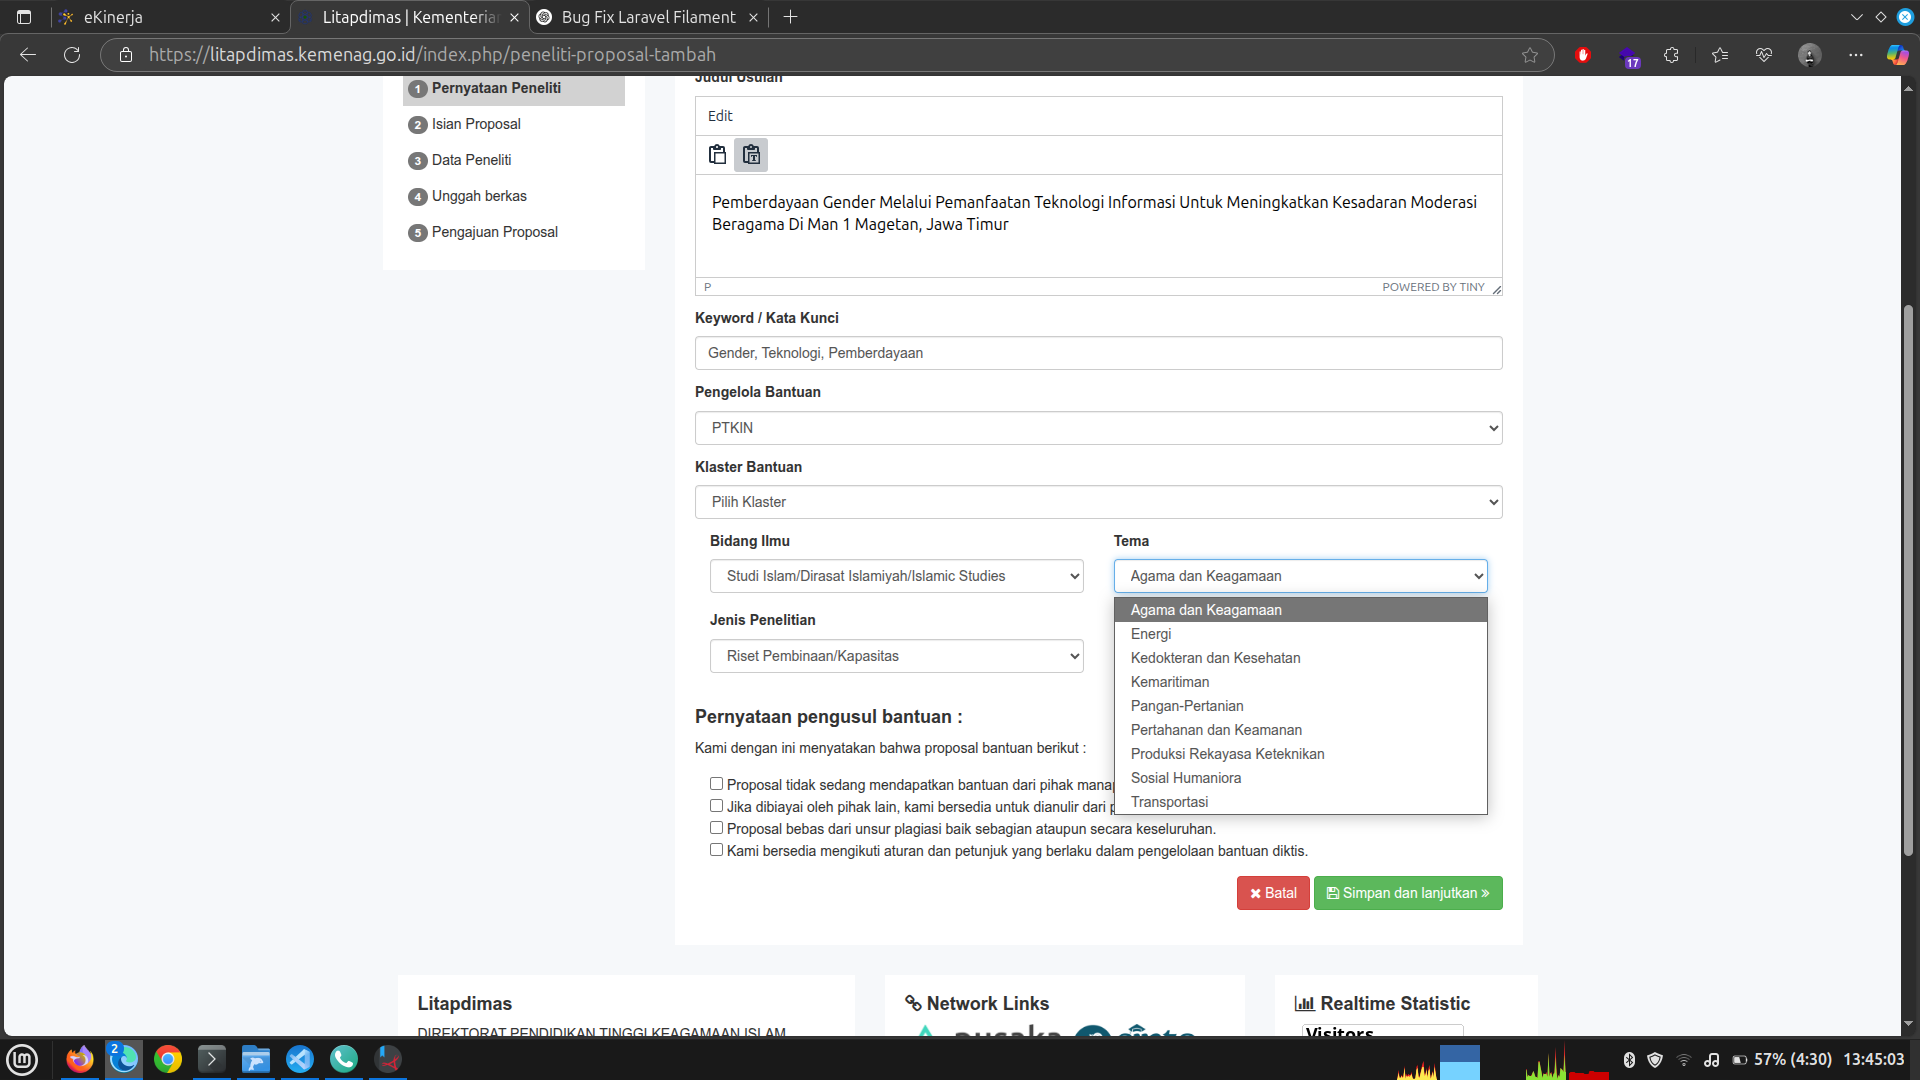 eKinerja
Litapdimas | Kementerian
Bug Fix Laravel Filament
https://litapdimas.kemenag.go.id/index.php/peneliti-proposal-tambah
17
1 Pernyataan Peneliti
2 Isian Proposal
3 Data Peneliti
4 Unggah berkas
5 Pengajuan Proposal
Judul Usulan
Edit
Pemberdayaan Gender Melalui Pemanfaatan Teknologi Informasi Untuk Meningkatkan Kesadaran Moderasi
Beragama Di Man 1 Magetan, Jawa Timur
P
POWERED BY TINY
Keyword / Kata Kunci
Gender, Teknologi, Pemberdayaan
Pengelola Bantuan
PTKIN
Klaster Bantuan
Pilih Klaster
Bidang Ilmu
Tema
Studi Islam/Dirasat Islamiyah/Islamic Studies
Agama dan Keagamaan
Agama dan Keagamaan
Energi
Kedokteran dan Kesehatan
Kemaritiman
Pangan-Pertanian
Pertahanan dan Keamanan
Produksi Rekayasa Keteknikan
Sosial Humaniora
Transportasi
Jenis Penelitian
Riset Pembinaan/Kapasitas
Pernyataan pengusul bantuan :
Kami dengan ini menyatakan bahwa proposal bantuan berikut :
Proposal tidak sedang mendapatkan bantuan dari pihak manap
Jika dibiayai oleh pihak lain, kami bersedia untuk dianulir dari p
Proposal bebas dari unsur plagiasi baik sebagian ataupun secara keseluruhan.
Kami bersedia mengikuti aturan dan petunjuk yang berlaku dalam pengelolaan bantuan diktis.
Batal
Simpan dan lanjutkan »
Litapdimas
DIREKTORAT PENDIDIKAN TINGGI KEAGAMAAN ISLAM
Network Links
Realtime Statistic
Visitors
2
57% (4:30)
13:45:03